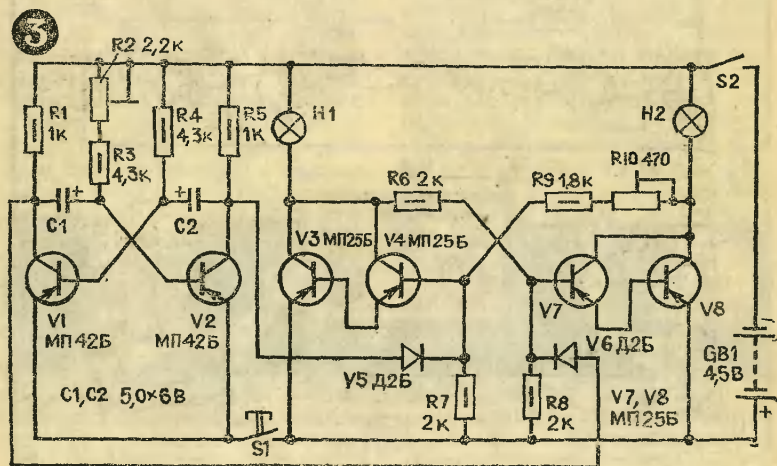 3
R2 2,2к
R1
1к
R3
4,3к
R4
4,3к
R5
1к
H1
S2
H2
R10 470
R6 2к
R9 1,8к
C1
+
+
C2
V3 МП25Б
V4 МП25Б
V1
МП42Б
V2
МП42Б
V7
V8
V6 Д2Б
V5 Д2Б
GB1
4,5В
−
+
C1, C2 5,0×6В
S1
R7
2к
R8
2к
V7, V8
МП25Б